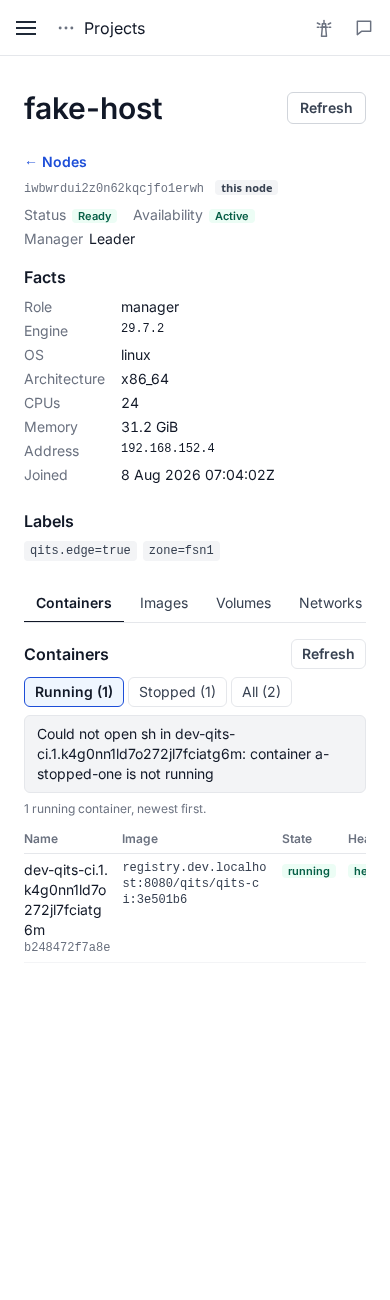 ··· Projects
fake-host
Refresh
← Nodes
iwbwrdui2z0n62kqcjfo1erwh this node
Status Ready Availability Active
Manager Leader
Facts
Role manager
Engine 29.7.2
OS linux
Architecture x86_64
CPUs 24
Memory 31.2 GiB
Address 192.168.152.4
Joined 8 Aug 2026 07:04:02Z
Labels
qits.edge=true zone=fsn1
Containers Images Volumes Networks
Containers
Refresh
Running (1) Stopped (1) All (2)
Could not open sh in dev-qits-
ci.1.k4g0nn1ld7o272jl7fciatg6m: container a-
stopped-one is not running
1 running container, newest first.
Name Image State Hea
dev-qits-ci.1.
k4g0nn1ld7o
272jl7fciatg
6m
b248472f7a8e
registry.dev.localho
st:8080/qits/qits-c
i:3e501b6
running
he